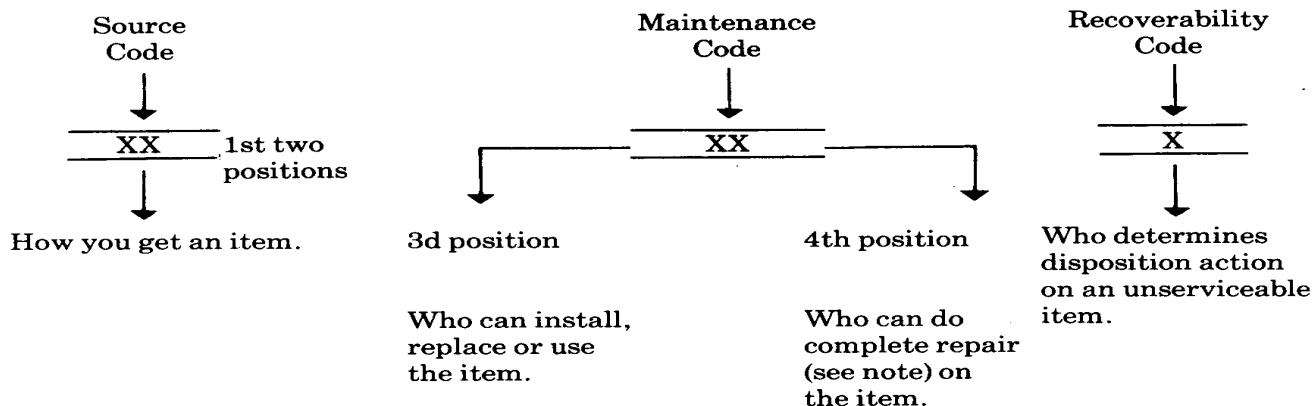 Source
Code
XX
1st two
positions
How you get an item.
Maintenance
Code
XX
3d position
Who can install,
replace or use
the item.
4th position
Who can do
complete repair
(see note) on
the item.
Recoverability
Code
X
Who determines
disposition action
on an unserviceable
item.